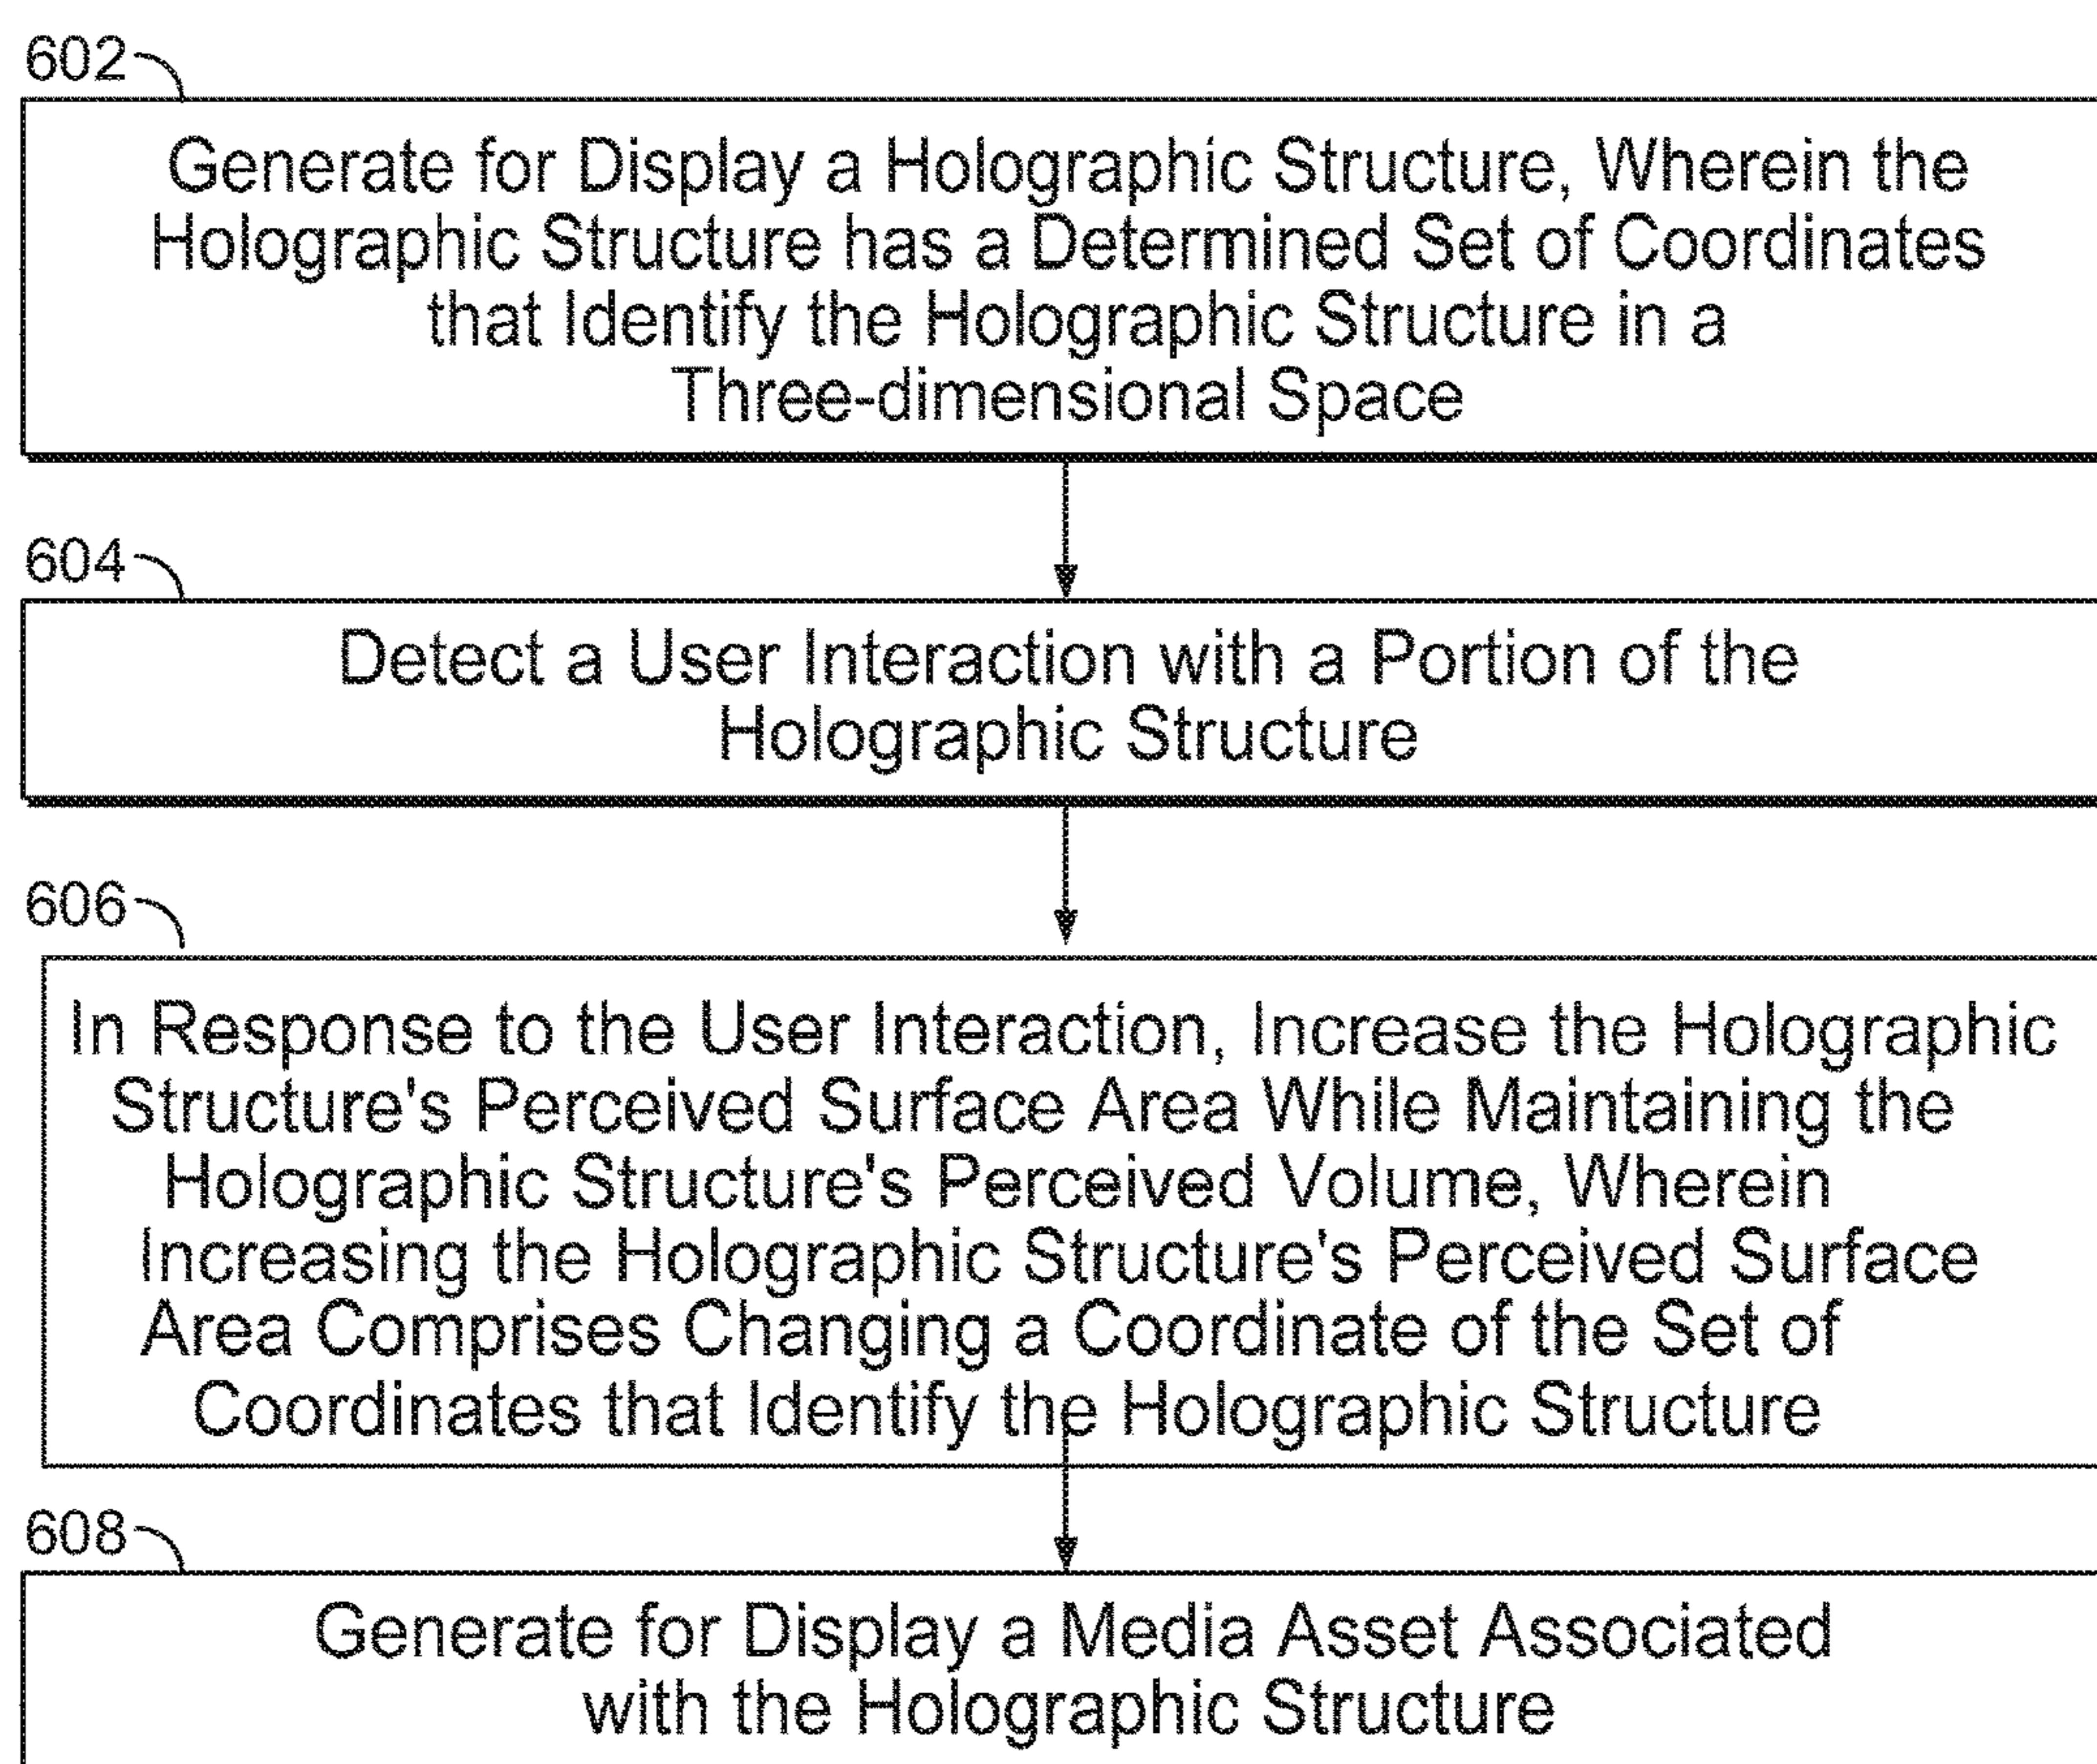 602
Generate for Display a Holographic Structure, Wherein the
Holographic Structure has a Determined Set of Coordinates
that Identify the Holographic Structure in a
Three-dimensional Space
604
Detect a User Interaction with a Portion of the
Holographic Structure
606
In Response to the User Interaction, Increase the Holographic
Structure's Perceived Surface Area While Maintaining the
Holographic Structure's Perceived Volume, Wherein
Increasing the Holographic Structure's Perceived Surface
Area Comprises Changing a Coordinate of the Set of
Coordinates that Identify the Holographic Structure
608
Generate for Display a Media Asset Associated
with the Holographic Structure